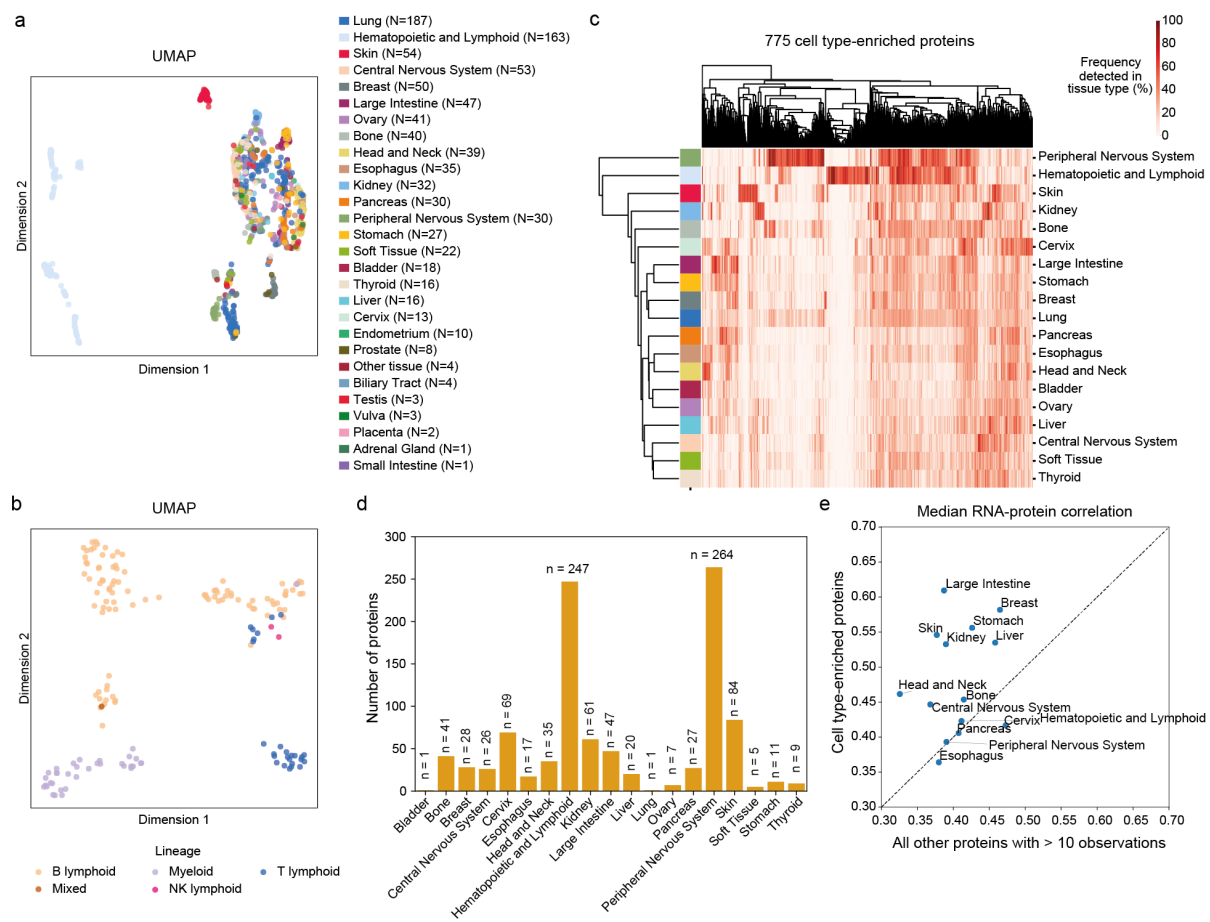 a
UMAP
Dimension 2
Dimension 1
Lung (N=187)
Hematopoietic and Lymphoid (N=163)
Skin (N=54)
Central Nervous System (N=53)
Breast (N=50)
Large Intestine (N=47)
Ovary (N=41)
Bone (N=40)
Head and Neck (N=39)
Esophagus (N=35)
Kidney (N=32)
Pancreas (N=30)
Peripheral Nervous System (N=30)
Stomach (N=27)
Soft Tissue (N=22)
Bladder (N=18)
Thyroid (N=16)
Liver (N=16)
Cervix (N=13)
Endometrium (N=10)
Prostate (N=8)
Other tissue (N=4)
Biliary Tract (N=4)
Testis (N=3)
Vulva (N=3)
Placenta (N=2)
Adrenal Gland (N=1)
Small Intestine (N=1)
c
775 cell type-enriched proteins
Frequency
detected in
tissue type (%)
100
80
60
40
20
0
Peripheral Nervous System
Hematopoietic and Lymphoid
Skin
Kidney
Bone
Cervix
Large Intestine
Stomach
Breast
Lung
Pancreas
Esophagus
Head and Neck
Bladder
Ovary
Liver
Central Nervous System
Soft Tissue
Thyroid
b
UMAP
Dimension 2
Dimension 1
Lineage
B lymphoid
Myeloid
T lymphoid
Mixed
NK lymphoid
d
Number of proteins
300
250
200
150
100
50
0
n = 1
n = 41
n = 28
n = 26
n = 69
n = 17
n = 35
n = 247
n = 61
n = 47
n = 20
n = 1
n = 7
n = 27
n = 264
n = 84
n = 5
n = 11
n = 9
Bladder
Bone
Breast
Central Nervous System
Cervix
Esophagus
Head and Neck
Hematopoietic and Lymphoid
Kidney
Large Intestine
Liver
Lung
Ovary
Pancreas
Peripheral Nervous System
Skin
Soft Tissue
Stomach
Thyroid
e
Median RNA-protein correlation
Cell type-enriched proteins
0.70
0.65
0.60
0.55
0.50
0.45
0.40
0.35
0.30
Large Intestine
Breast
Stomach
Skin
Kidney
Liver
Head and Neck
Bone
Central Nervous System
Cervix
Hematopoietic and Lymphoid
Pancreas
Peripheral Nervous System
Esophagus
0.30
0.35
0.40
0.45
0.50
0.55
0.60
0.65
0.70
All other proteins with > 10 observations